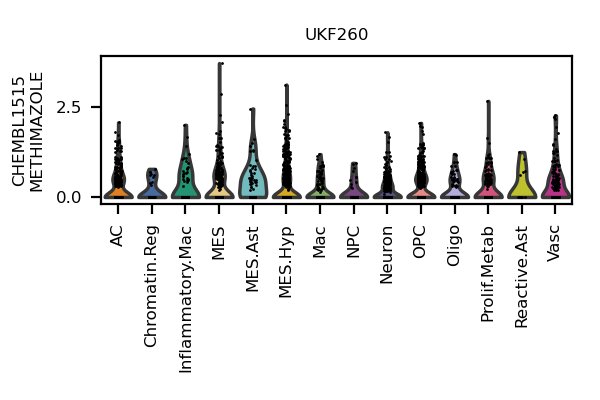 UKF260
CHEMBL1515
METHIMAZOLE
2.5
0.0
AC
Chromatin.Reg
Inflammatory.Mac
MES
MES.Ast
MES.Hyp
Mac
NPC
Neuron
OPC
Oligo
Prolif.Metab
Reactive.Ast
Vasc